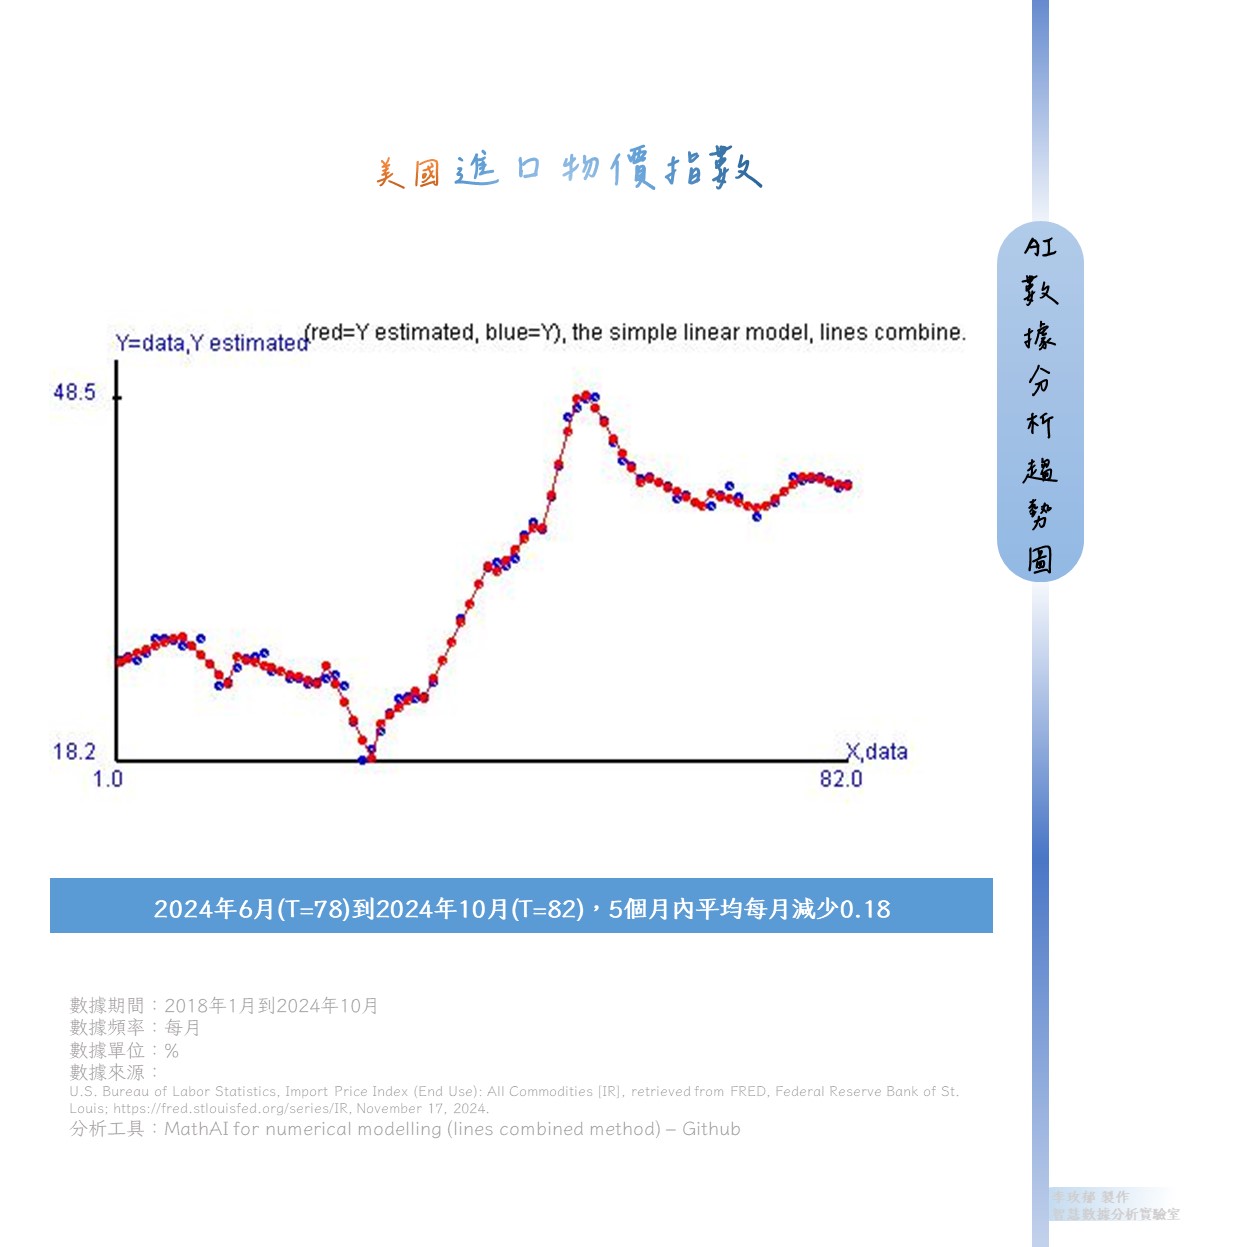 美國進口物價指數
AI數據分析趨勢圖
(red=Y estimated, blue=Y), the simple linear model, lines combine.
Y=data,Y estimated
48.5
18.2
X,data
1.0
82.0
2024年6月(T=78)到2024年10月(T=82)，5個月內平均每月減少0.18
數據期間：2018年1月到2024年10月
數據頻率：每月
數據單位：%
數據來源：
U.S. Bureau of Labor Statistics, Import Price Index (End Use): All Commodities [IR], retrieved from FRED, Federal Reserve Bank of St.
Louis; https://fred.stlouisfed.org/series/IR, November 17, 2024.
分析工具：MathAI for numerical modelling (lines combined method) – Github
製作
數據分析實驗室